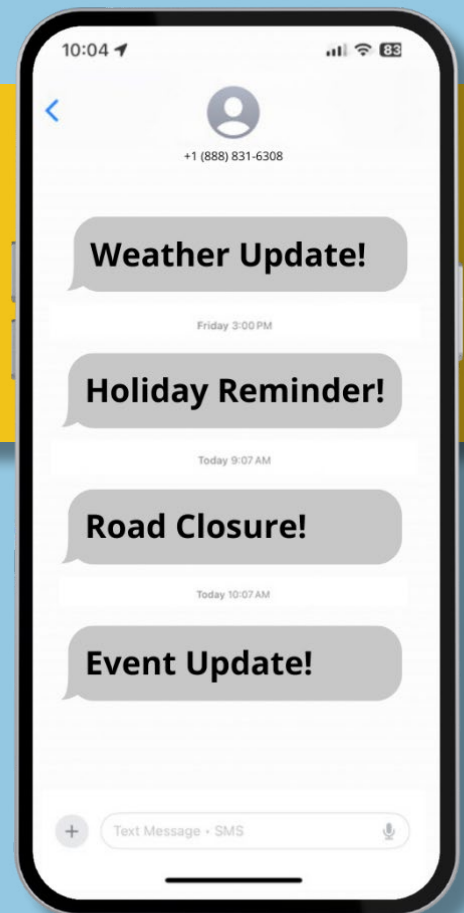 10:04
83
+1 (888) 831-6308
Weather Update!
Friday 3:00 PM
Holiday Reminder!
Today 9:07 AM
Road Closure!
Today 10:07 AM
Event Update!
Text Message • SMS